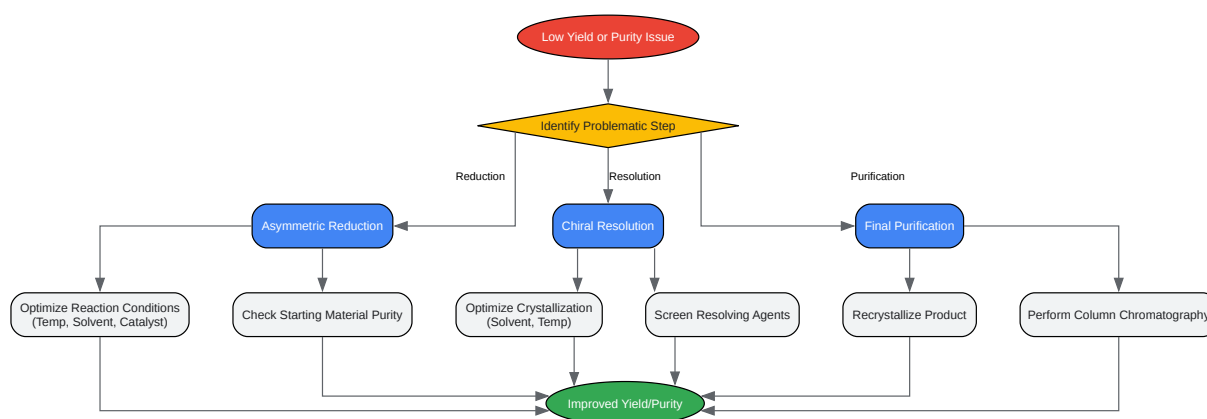 Low Yield or Purity Issue
Identify Problematic Step
Reduction
Resolution
Purification
Asymmetric Reduction
Chiral Resolution
Final Purification
Optimize Reaction Conditions
(Temp, Solvent, Catalyst)
Check Starting Material Purity
Optimize Crystallization
(Solvent, Temp)
Screen Resolving Agents
Recrystallize Product
Perform Column Chromatography
Improved Yield/Purity